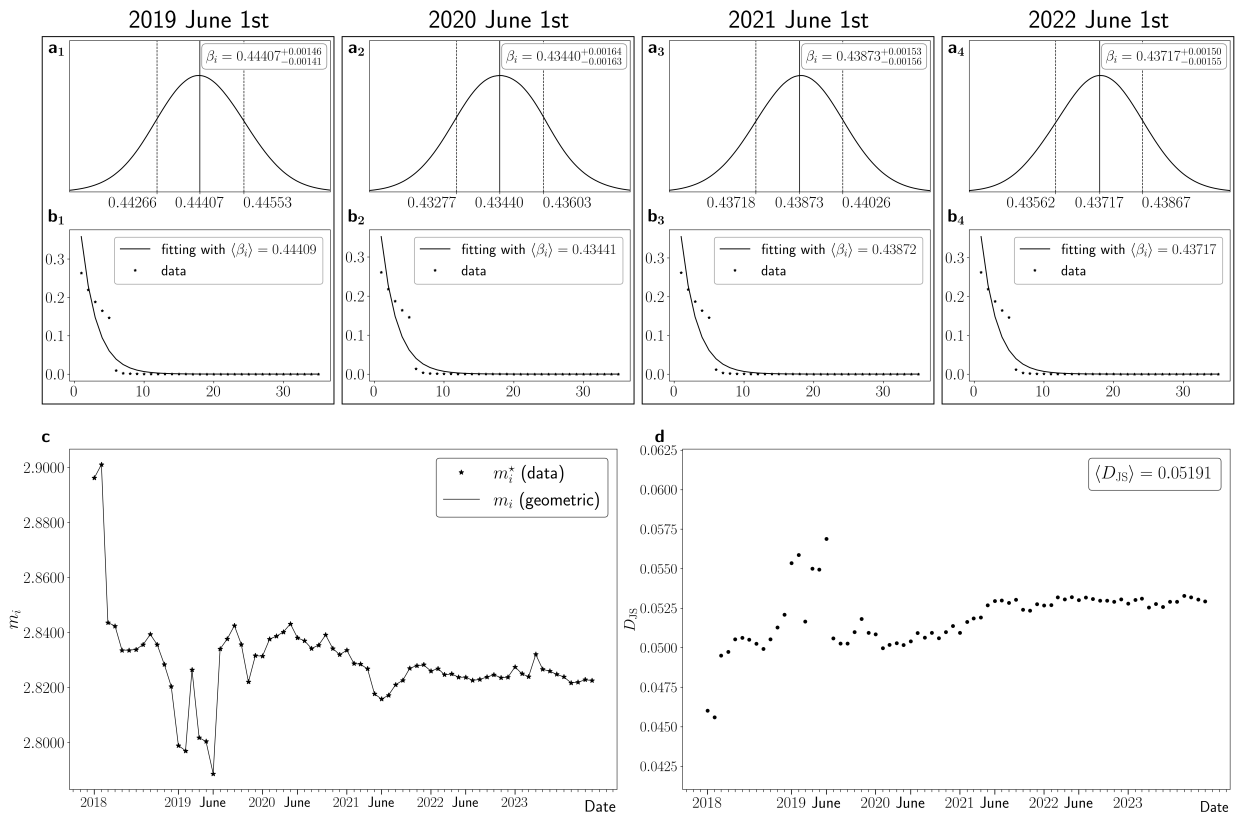 2019 June 1st 2020 June 1st 2021 June 1st 2022 June 1st
a₁ βᵢ = 0.44407 +0.00146 −0.00141
a₂ βᵢ = 0.43440 +0.00164 −0.00163
a₃ βᵢ = 0.43873 +0.00153 −0.00156
a₄ βᵢ = 0.43717 +0.00150 −0.00155
0.44266 0.44407 0.44553
0.43277 0.43440 0.43603
0.43718 0.43873 0.44026
0.43562 0.43717 0.43867
b₁
fitting with ⟨βᵢ⟩ = 0.44409
data
0.3
0.2
0.1
0.0
0 10 20 30
b₂
fitting with ⟨βᵢ⟩ = 0.43441
data
0.3
0.2
0.1
0.0
0 10 20 30
b₃
fitting with ⟨βᵢ⟩ = 0.43872
data
0.3
0.2
0.1
0.0
0 10 20 30
b₄
fitting with ⟨βᵢ⟩ = 0.43717
data
0.3
0.2
0.1
0.0
0 10 20 30
c
mᵢ* (data)
mᵢ (geometric)
2.9000
2.8800
2.8600
2.8400
2.8200
2.8000
mᵢ
2018 2019 June 2020 June 2021 June 2022 June 2023
Date
d
⟨D_JS⟩ = 0.05191
0.0625
0.0600
0.0575
0.0550
0.0525
0.0500
0.0475
0.0450
0.0425
D_JS
2018 2019 June 2020 June 2021 June 2022 June 2023
Date